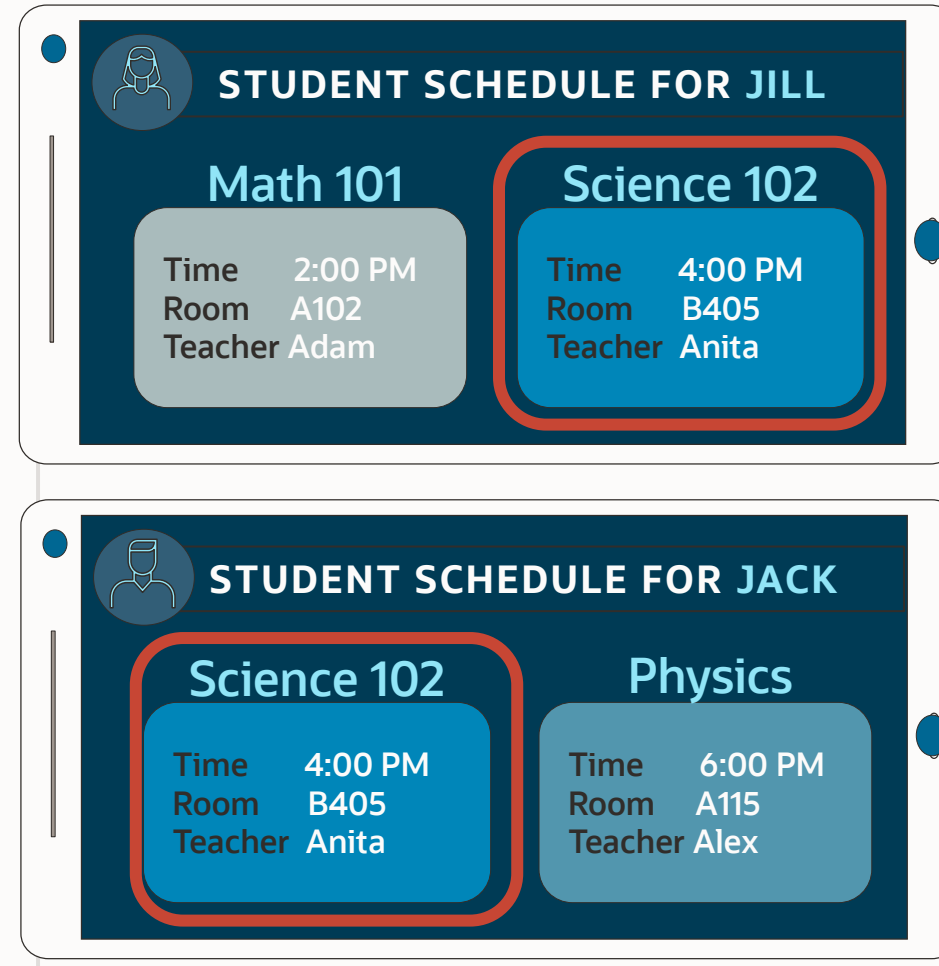 STUDENT SCHEDULE FOR JILL
Math 101
Time 2:00 PM
Room A102
Teacher Adam
Science 102
Time 4:00 PM
Room B405
Teacher Anita
STUDENT SCHEDULE FOR JACK
Science 102
Time 4:00 PM
Room B405
Teacher Anita
Physics
Time 6:00 PM
Room A115
Teacher Alex